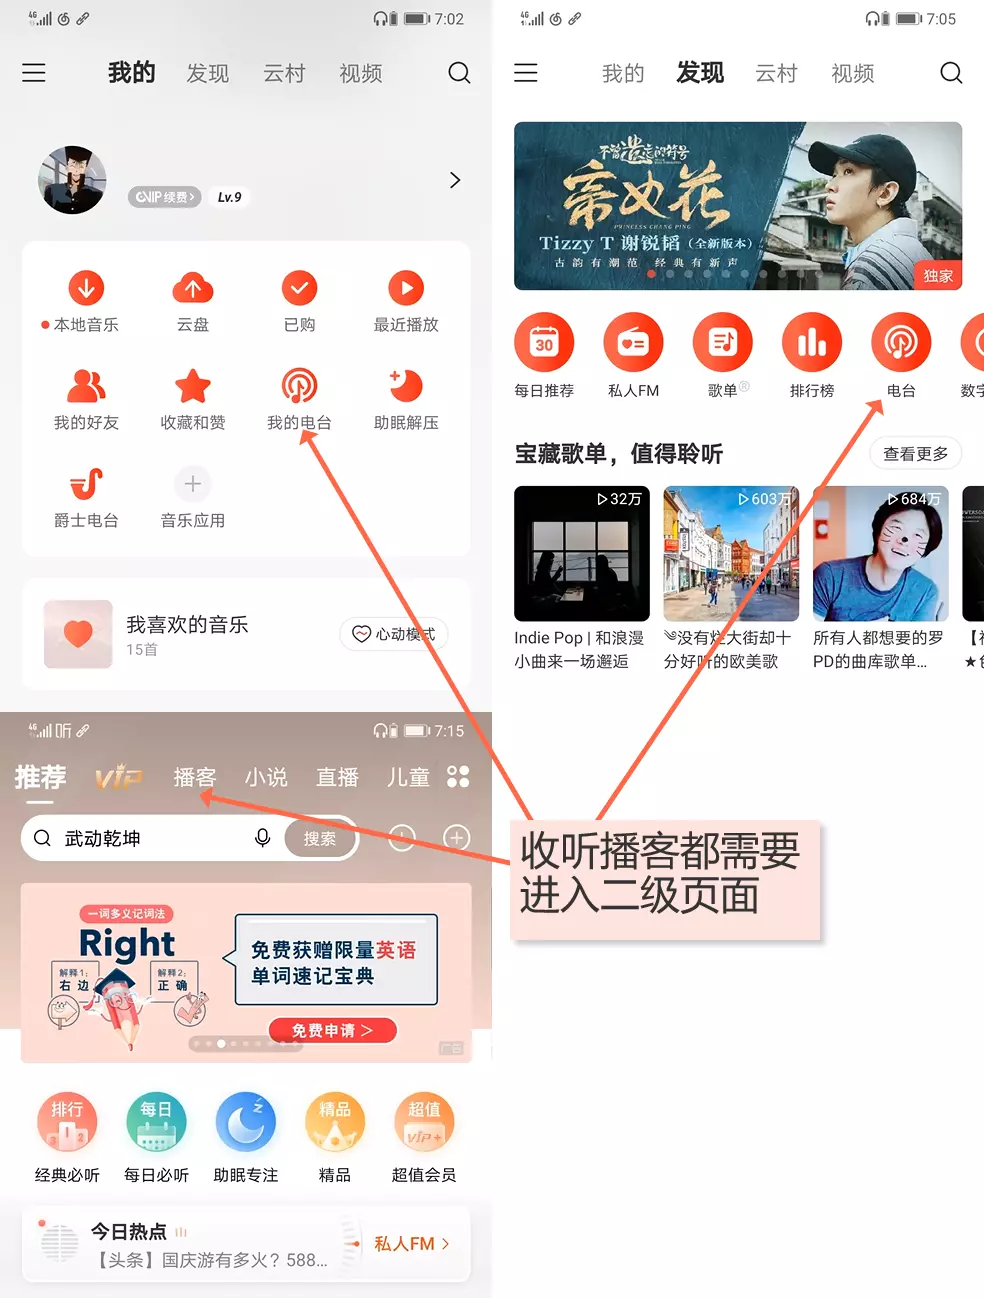 4G
7:02
我的 发现 云村 视频
VIP 续费>
Lv.9
本地音乐 云盘 已购 最近播放
我的好友 收藏和赞 我的电台 助眠解压
爵士电台 音乐应用
我喜欢的音乐
15首
心动模式
4G
7:05
我的 发现 云村 视频
不曾遗忘的符号
帝女花
PRINCESS CHANG PING
Tizzy T 谢锐韬(全新版本)
古韵有潮范 经典有新声
独家
30
每日推荐 私人FM 歌单® 排行榜 电台 数字
宝藏歌单，值得聆听
查看更多
32万 603万 684万
Indie Pop | 和浪漫
小曲来一场邂逅
༄没有烂大街却十
分好听的欧美歌
所有人都想要的罗
PD的曲库歌单...
4G 听
7:15
推荐 VIP 播客 小说 直播 儿童
武动乾坤
搜索
一词多义记词法
Right
解释1:
右边
解释2:
正确
免费获赠限量英语
单词速记宝典
免费申请 >
广告
排行 每日 精品 超值
VIP+
经典必听 每日必听 助眠专注 精品 超值会员
今日热点
【头条】国庆游有多火？588...
私人FM >
收听播客都需要
进入二级页面